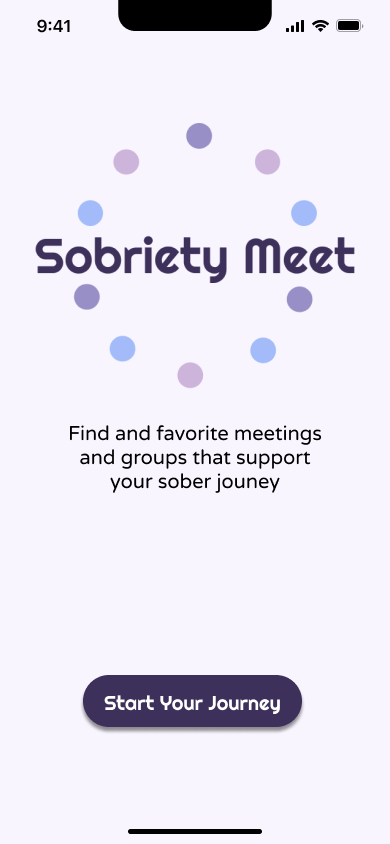 9:41
Sobriety Meet
Find and favorite meetings
and groups that support
your sober jouney
Start Your Journey